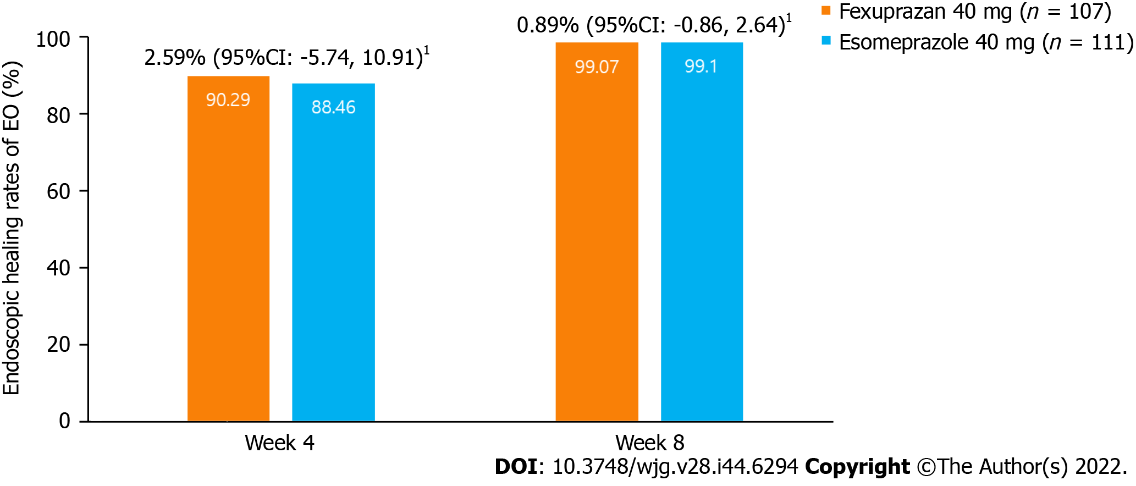 Fexuprazan 40 mg (n = 107)
Esomeprazole 40 mg (n = 111)
Endoscopic healing rates of EO (%)
100
80
60
40
20
0
2.59% (95%CI: -5.74, 10.91)¹
0.89% (95%CI: -0.86, 2.64)¹
90.29
88.46
99.07
99.1
Week 4
Week 8
DOI: 10.3748/wjg.v28.i44.6294 Copyright ©The Author(s) 2022.